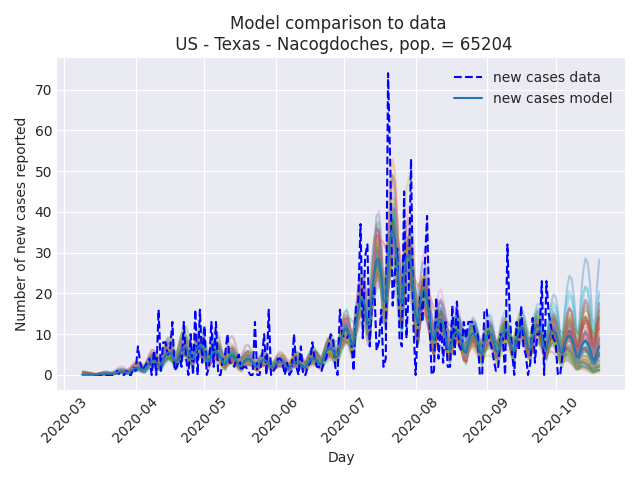 Model comparison to data
US - Texas - Nacogdoches, pop. = 65204
new cases data
new cases model
Number of new cases reported
70
60
50
40
30
20
10
0
2020-03
2020-04
2020-05
2020-06
2020-07
2020-08
2020-09
2020-10
Day